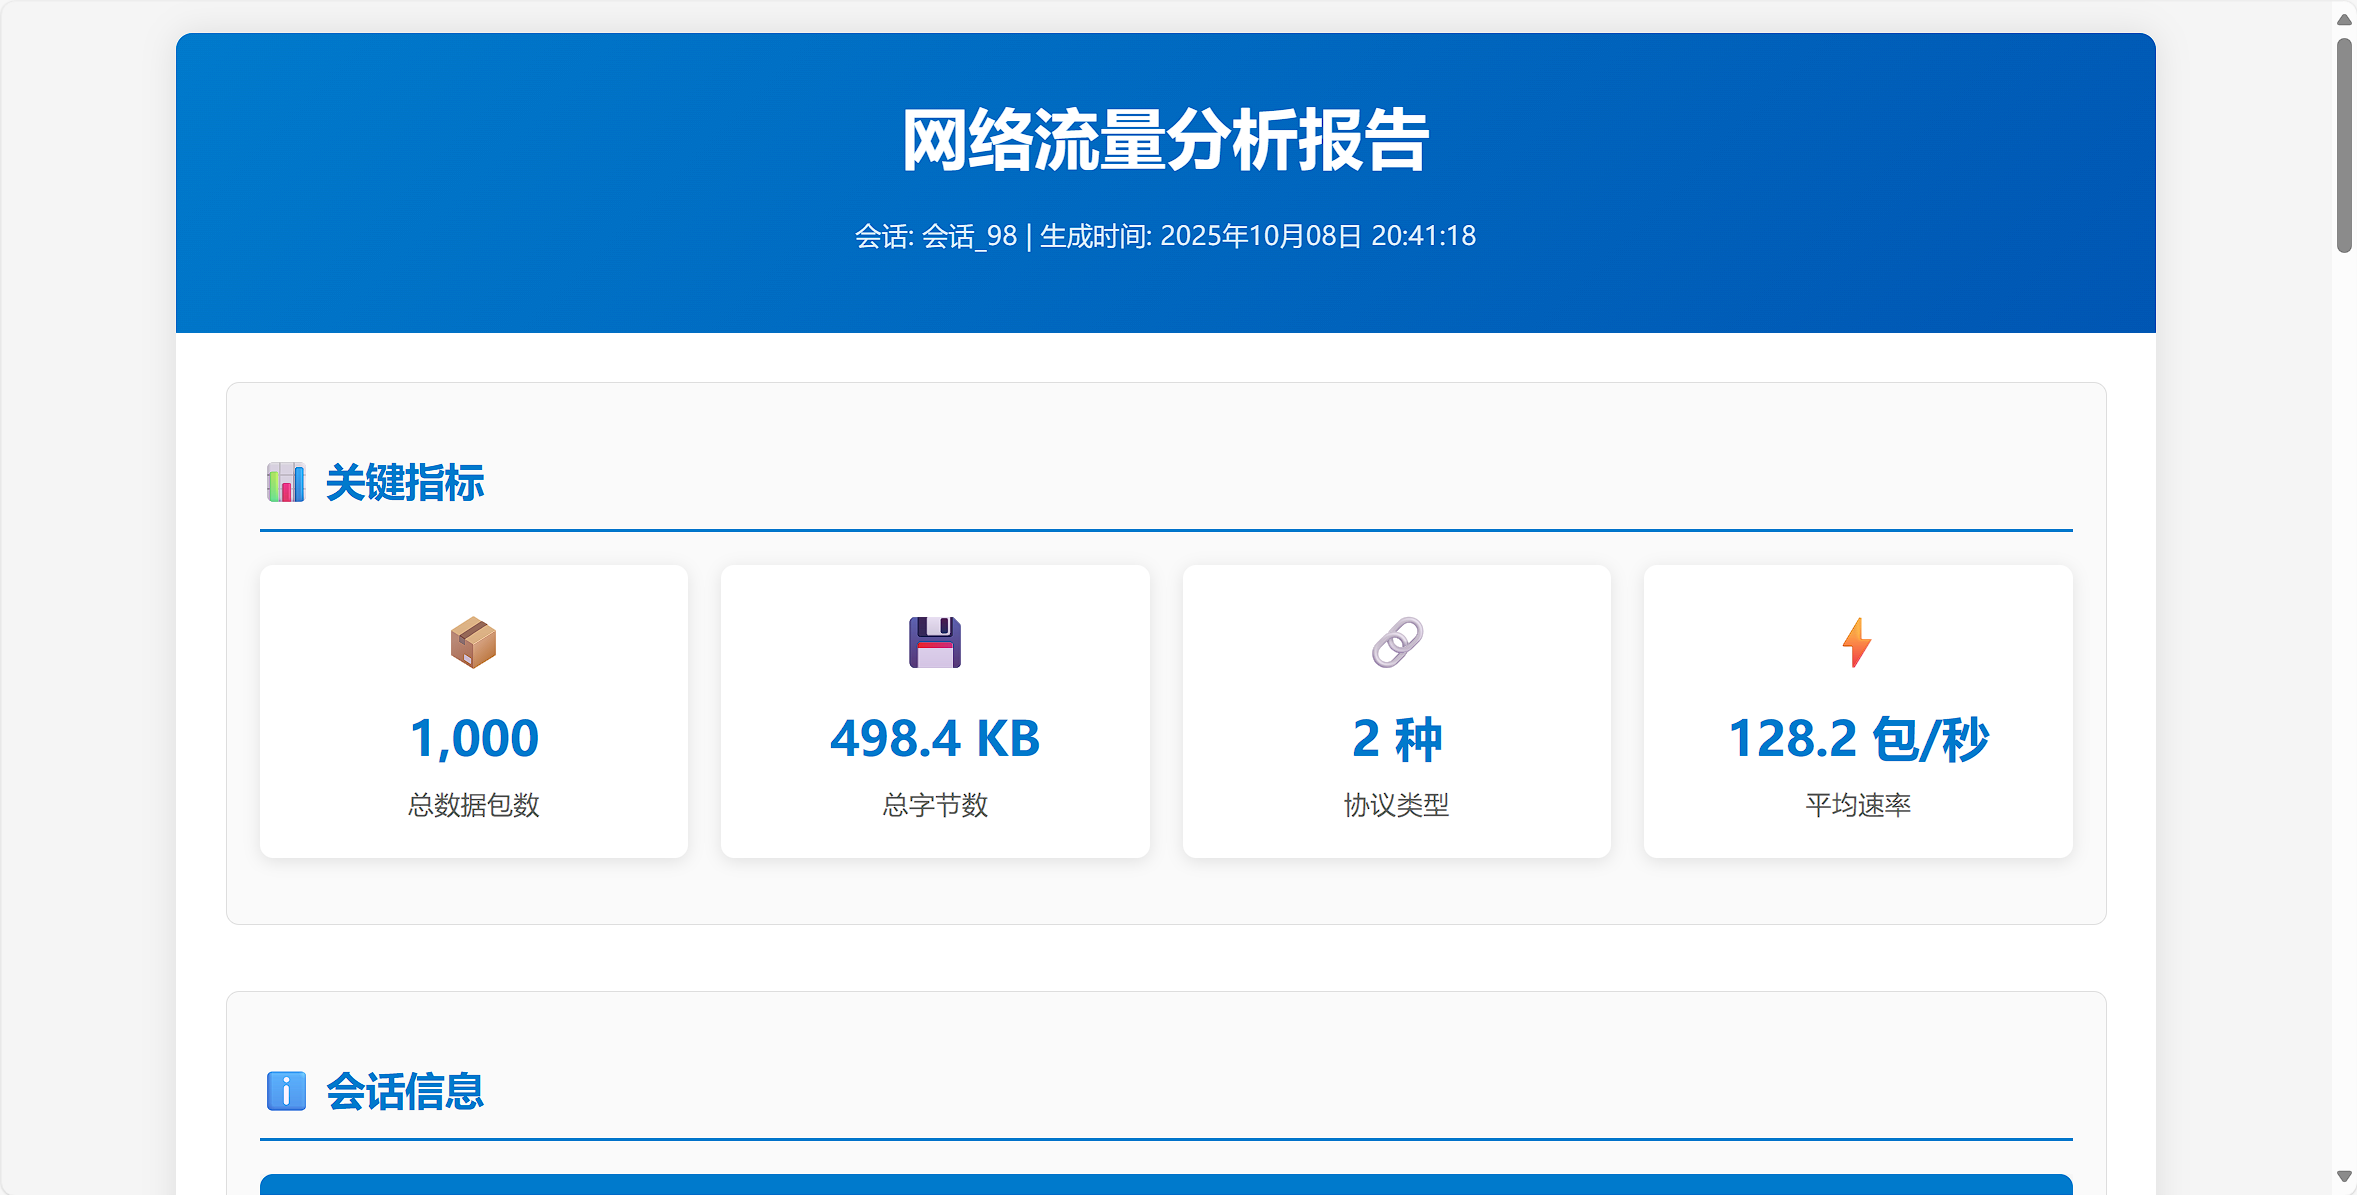 网络流量分析报告
会话: 会话_98 | 生成时间: 2025年10月08日 20:41:18
关键指标
1,000
总数据包数
498.4 KB
总字节数
2 种
协议类型
128.2 包/秒
平均速率
会话信息